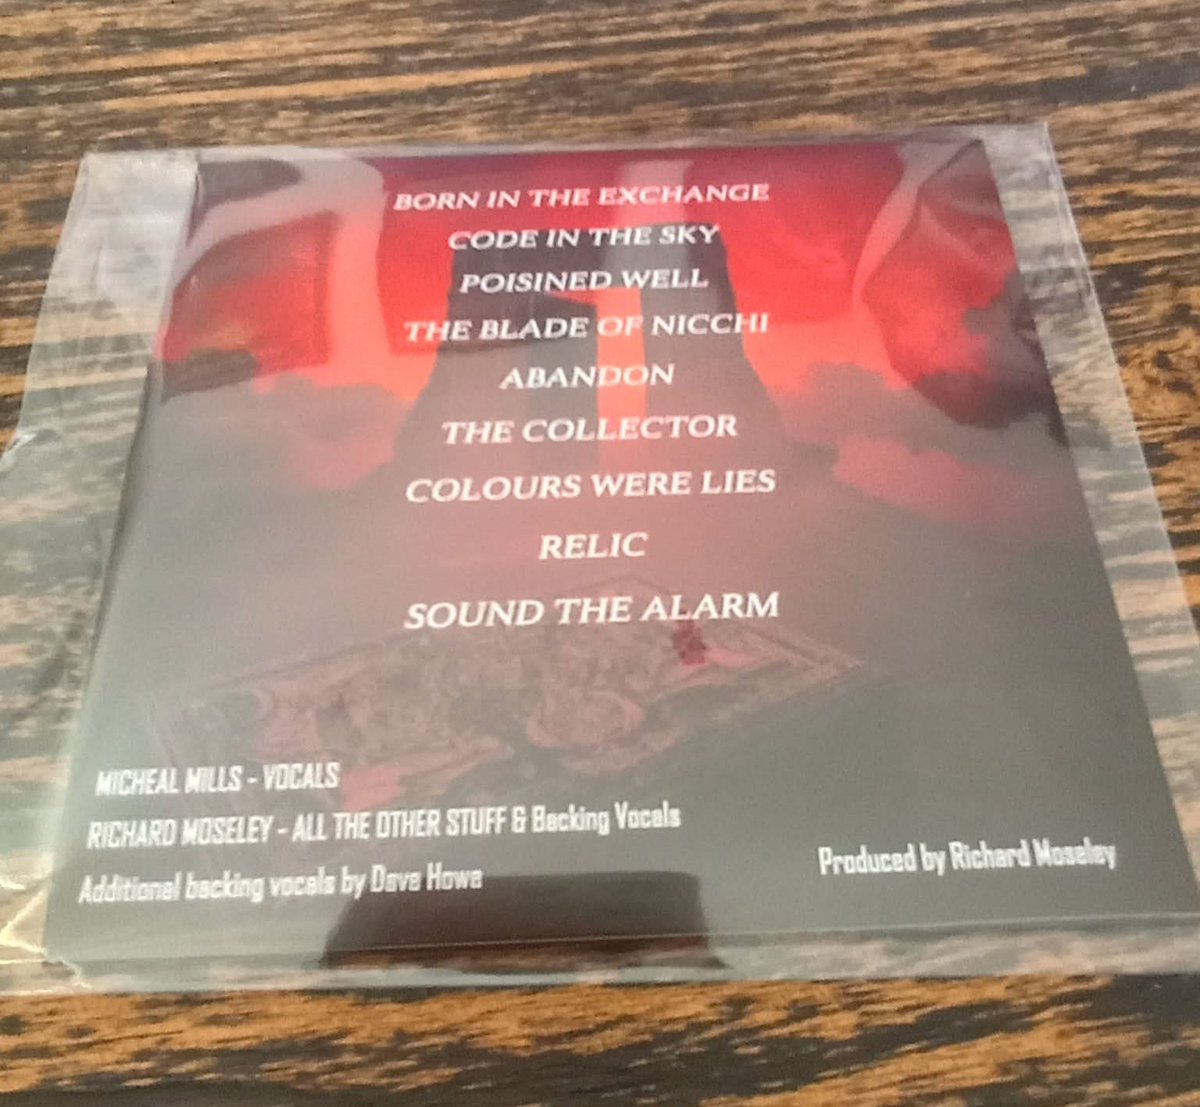 BORN IN THE EXCHANGE
CODE IN THE SKY
POISINED WELL
THE BLADE OF NICCHI
ABANDON
THE COLLECTOR
COLOURS WERE LIES
RELIC
SOUND THE ALARM
MICHEAL MILLS - VOCALS
RICHARD MOSELEY - ALL THE OTHER STUFF & Backing Vocals
Additional backing vocals by Dave Howe
Produced by Richard Moseley